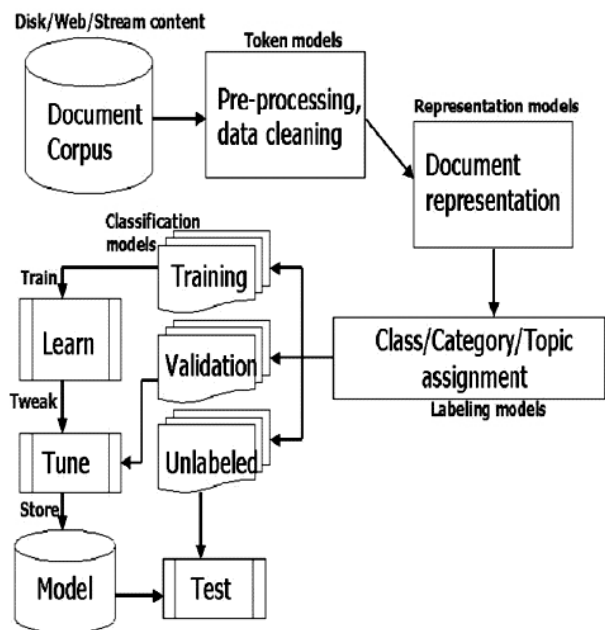 Disk/Web/Stream content
Document
Corpus
Token models
Pre-processing,
data cleaning
Representation models
Document
representation
Classification
models
Training
Train
Learn
Validation
Class/Category/Topic
assignment
Labeling models
Tweak
Tune
Unlabeled
Store
Model
Test